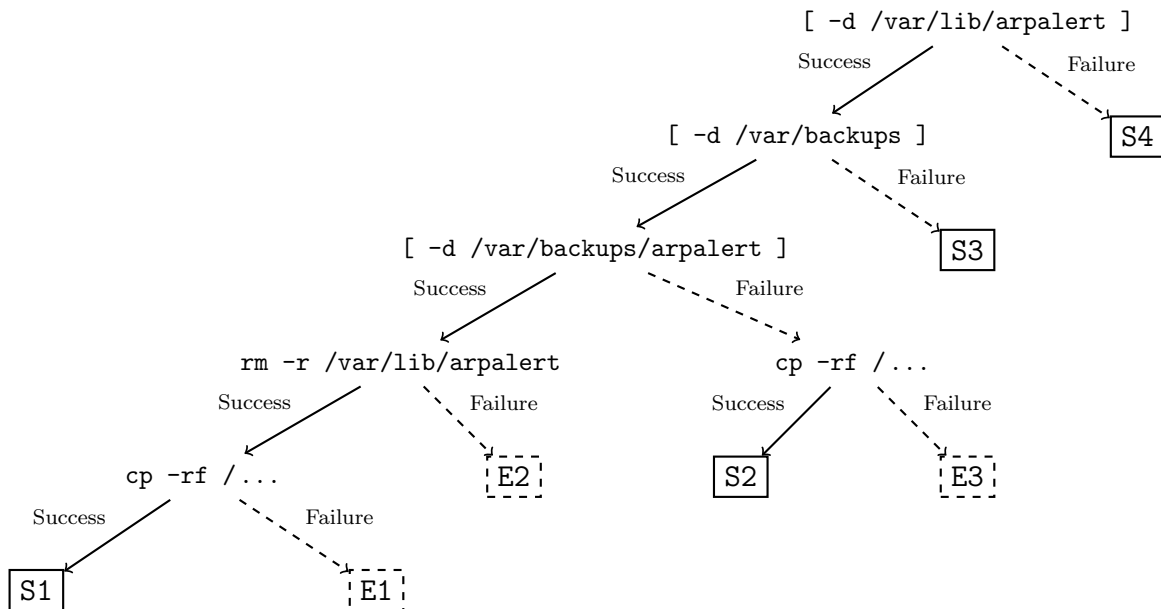 [ -d /var/lib/arpalert ]
Success
Failure
[ -d /var/backups ]
S4
Success
Failure
[ -d /var/backups/arpalert ]
S3
Success
Failure
rm -r /var/lib/arpalert
cp -rf /...
Success
Failure
Success
Failure
cp -rf /...
E2
S2
E3
Success
Failure
S1
E1